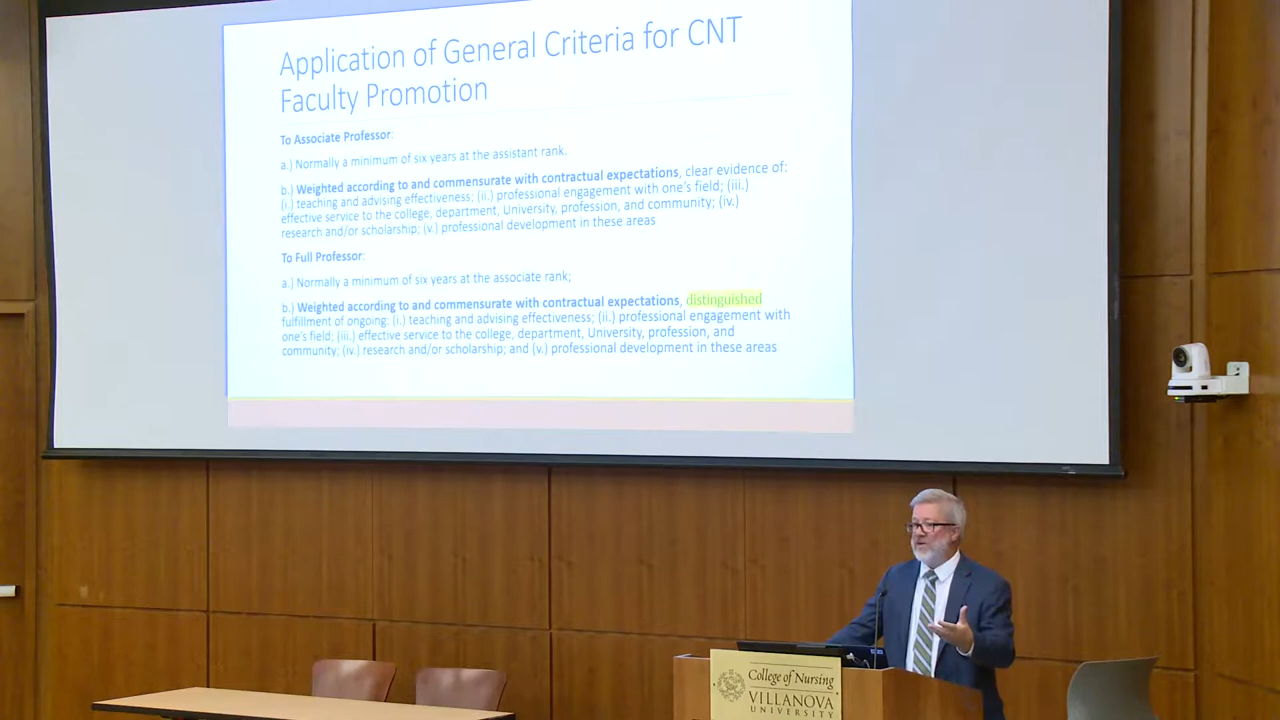 Application of General Criteria for CNT
Faculty Promotion
To Associate Professor:
a.) Normally a minimum of six years at the assistant rank.
b.) Weighted according to and commensurate with contractual expectations, clear evidence of:
(i.) teaching and advising effectiveness; (ii.) professional engagement with one's field; (iii.)
effective service to the college, department, University, profession, and community; (iv.)
research and/or scholarship; (v.) professional development in these areas
To Full Professor:
a.) Normally a minimum of six years at the associate rank;
b.) Weighted according to and commensurate with contractual expectations, distinguished
fulfillment of ongoing: (i.) teaching and advising effectiveness; (ii.) professional engagement with
one's field; (iii.) effective service to the college, department, University, profession, and
community; (iv.) research and/or scholarship; and (v.) professional development in these areas
College of Nursing
VILLANOVA
UNIVERSITY